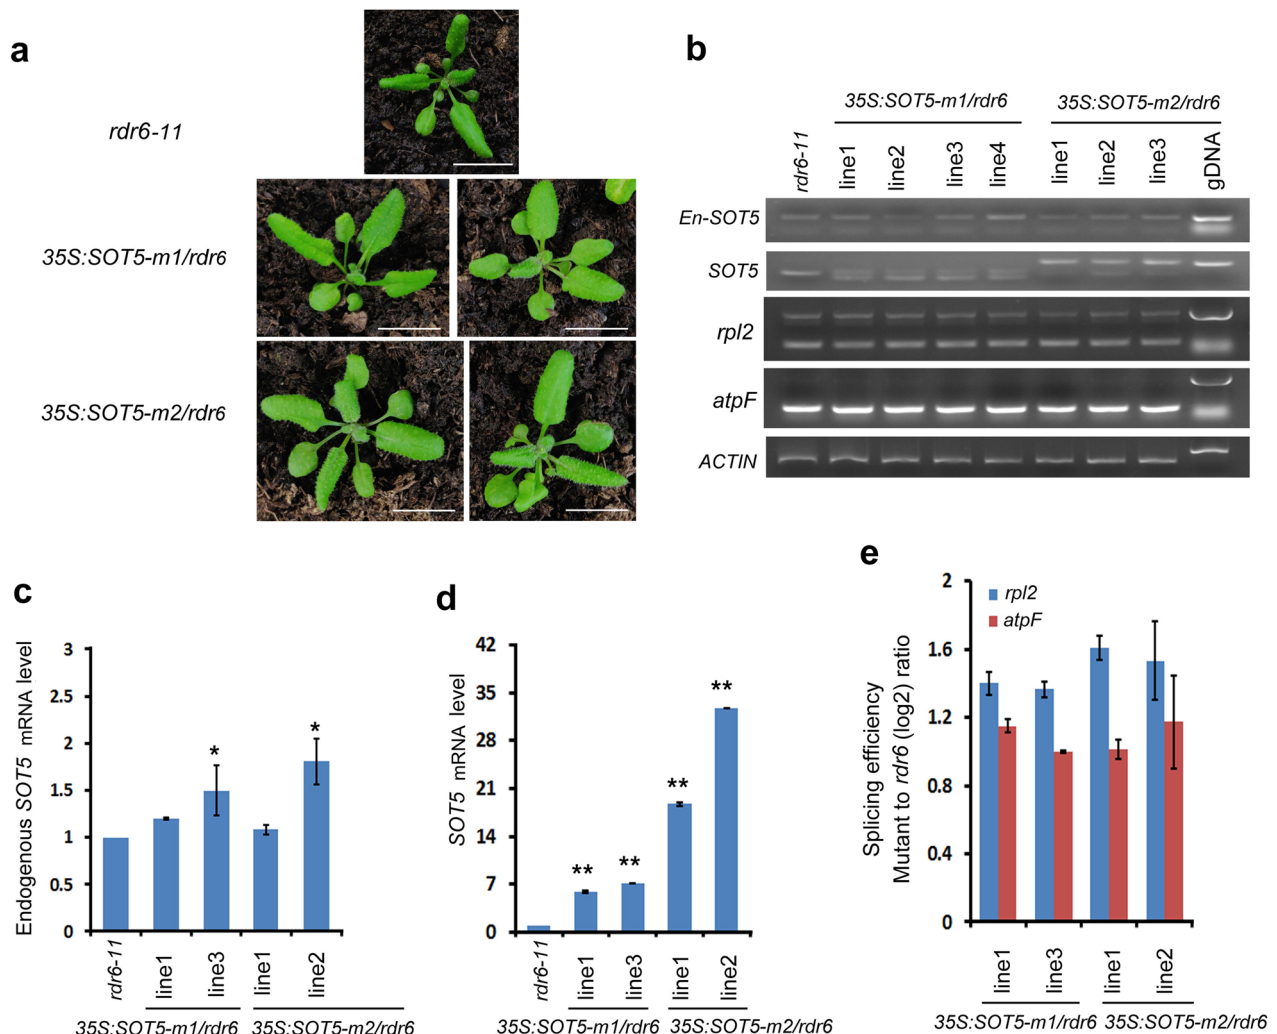 a
rdr6-11
35S:SOT5-m1/rdr6
35S:SOT5-m2/rdr6
b
35S:SOT5-m1/rdr6 35S:SOT5-m2/rdr6
rdr6-11 line1 line2 line3 line4 line1 line2 line3 gDNA
En-SOT5
SOT5
rpl2
atpF
ACTIN
c
Endogenous SOT5 mRNA level
3
2.5
2
1.5
1
0.5
0
* *
rdr6-11 line1 line3 line1 line2
35S:SOT5-m1/rdr6 35S:SOT5-m2/rdr6
d
SOT5 mRNA level
42
35
28
21
14
7
0
** ** ** **
rdr6-11 line1 line3 line1 line2
35S:SOT5-m1/rdr6 35S:SOT5-m2/rdr6
e
Splicing efficiency
Mutant to rdr6 (log2) ratio
2
1.6
1.2
0.8
0.4
0
rpl2
atpF
line1 line3 line1 line2
35S:SOT5-m1/rdr6 35S:SOT5-m2/rdr6